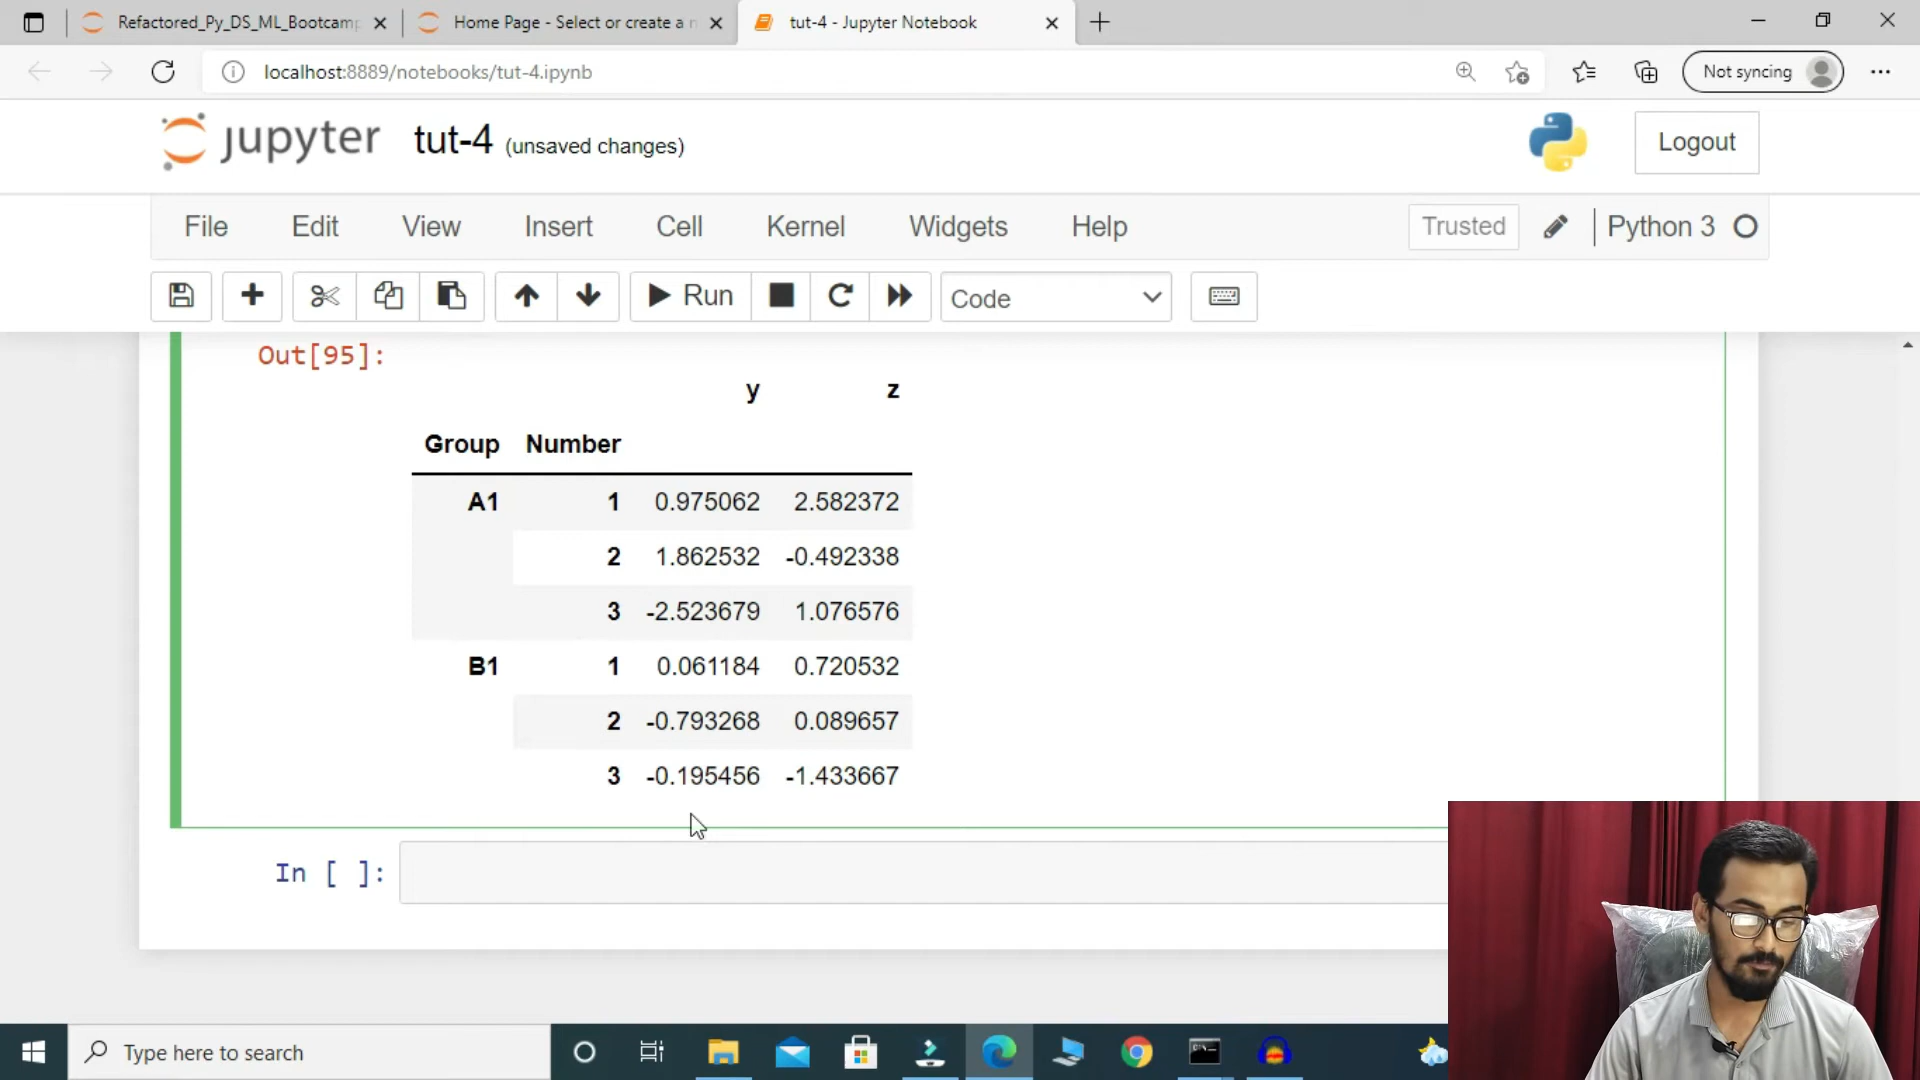 Refactored_Py_DS_ML_Bootcamp
Home Page - Select or create a n
tut-4 - Jupyter Notebook
localhost:8889/notebooks/tut-4.ipynb
Not syncing
jupyter tut-4 (unsaved changes)
Logout
File Edit View Insert Cell Kernel Widgets Help
Trusted Python 3
Run Code
Out[95]:
y z
Group Number
A1 1 0.975062 2.582372
2 1.862532 -0.492338
3 -2.523679 1.076576
B1 1 0.061184 0.720532
2 -0.793268 0.089657
3 -0.195456 -1.433667
In [ ]:
Type here to search